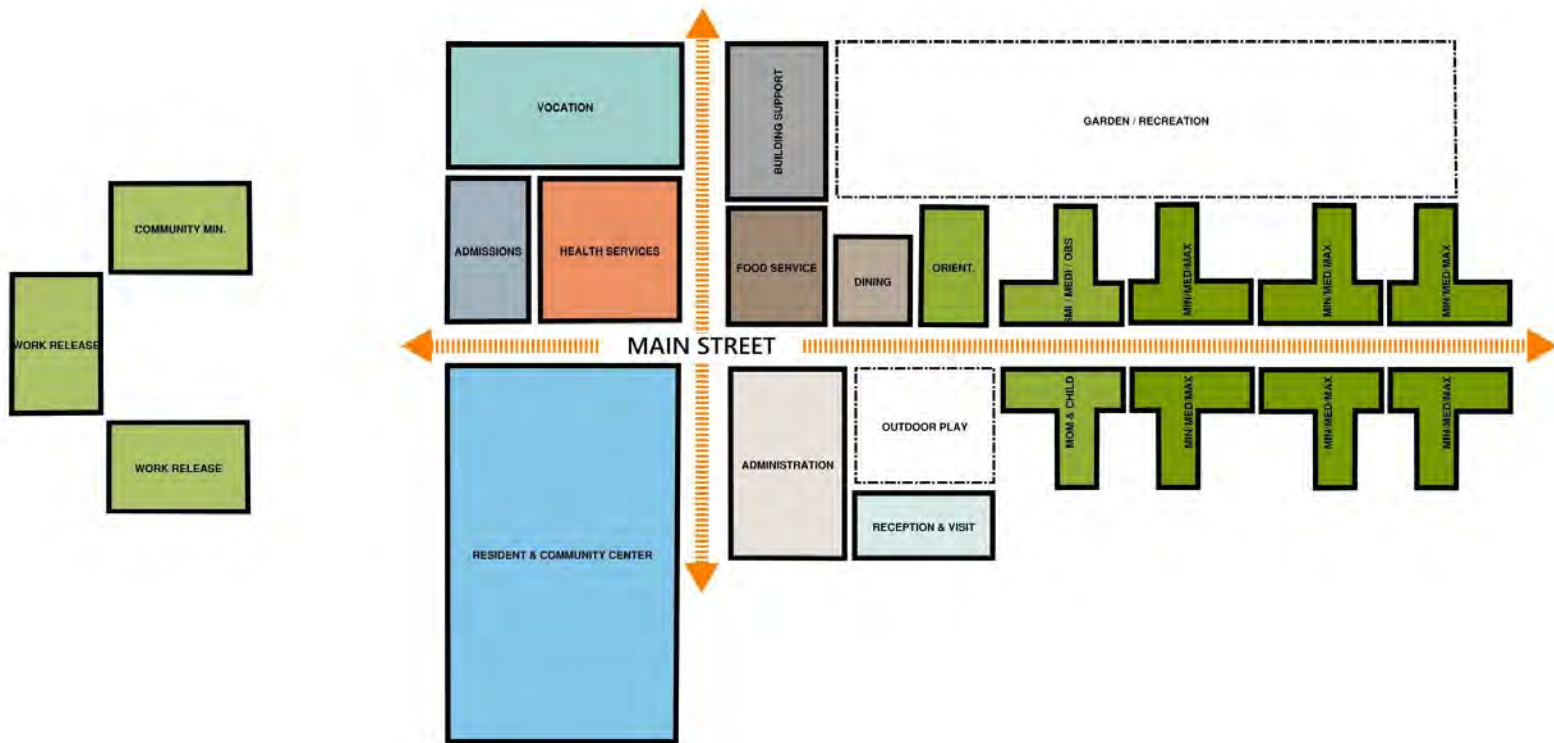 VOCATION
BUILDING SUPPORT
GARDEN / RECREATION
COMMUNITY MIN.
ADMISSIONS
HEALTH SERVICES
FOOD SERVICE
DINING
ORIENT.
SMI / MEDI / OBS
MIN/MED/MAX
MIN/MED/MAX
MIN/MED/MAX
WORK RELEASE
MAIN STREET
WORK RELEASE
RESIDENT & COMMUNITY CENTER
ADMINISTRATION
OUTDOOR PLAY
RECEPTION & VISIT
MOM & CHILD
MIN/MED/MAX
MIN/MED/MAX
MIN/MED/MAX